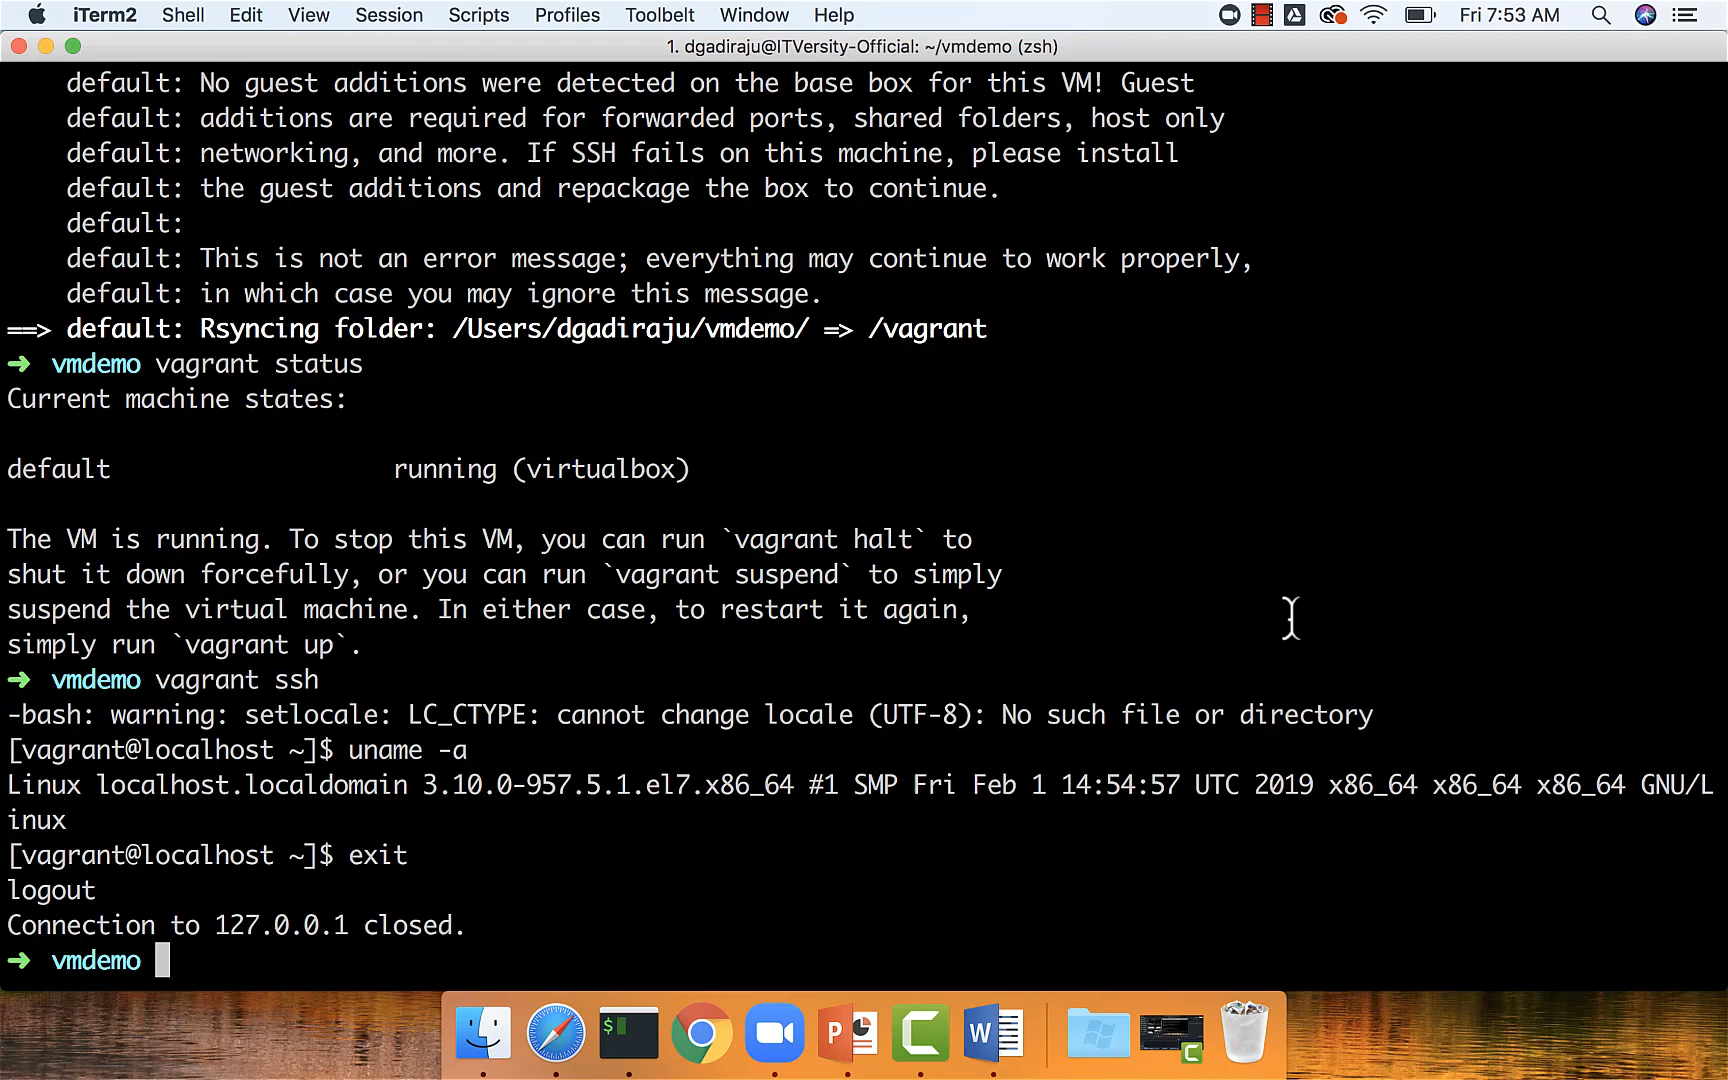 iTerm2 Shell Edit View Session Scripts Profiles Toolbelt Window Help Fri 7:53 AM
1. dgadiraju@ITVersity-Official: ~/vmdemo (zsh)
default: No guest additions were detected on the base box for this VM! Guest
default: additions are required for forwarded ports, shared folders, host only
default: networking, and more. If SSH fails on this machine, please install
default: the guest additions and repackage the box to continue.
default:
default: This is not an error message; everything may continue to work properly,
default: in which case you may ignore this message.
==> default: Rsyncing folder: /Users/dgadiraju/vmdemo/ => /vagrant
➜ vmdemo vagrant status
Current machine states:
default running (virtualbox)
The VM is running. To stop this VM, you can run `vagrant halt` to
shut it down forcefully, or you can run `vagrant suspend` to simply
suspend the virtual machine. In either case, to restart it again,
simply run `vagrant up`.
➜ vmdemo vagrant ssh
-bash: warning: setlocale: LC_CTYPE: cannot change locale (UTF-8): No such file or directory
[vagrant@localhost ~]$ uname -a
Linux localhost.localdomain 3.10.0-957.5.1.el7.x86_64 #1 SMP Fri Feb 1 14:54:57 UTC 2019 x86_64 x86_64 x86_64 GNU/L
inux
[vagrant@localhost ~]$ exit
logout
Connection to 127.0.0.1 closed.
➜ vmdemo
$ P C W C